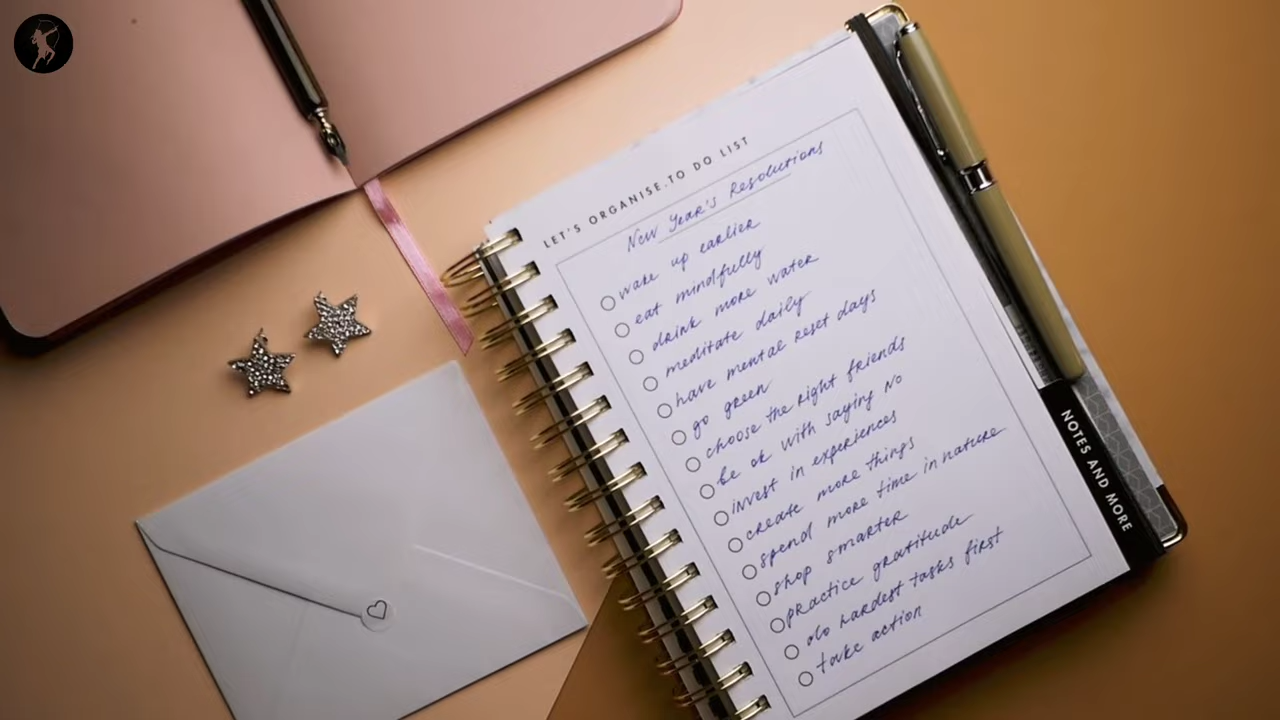 LET'S ORGANISE.TO DO LIST
New Year's Resolutions
wake up earlier
eat mindfully
drink more water
meditate daily
have mental reset days
go green
choose the right friends
be ok with saying NO
invest in experiences
create more things
spend more time in nature
shop smarter
practice gratitude
do hardest tasks first
take action
NOTES AND MORE